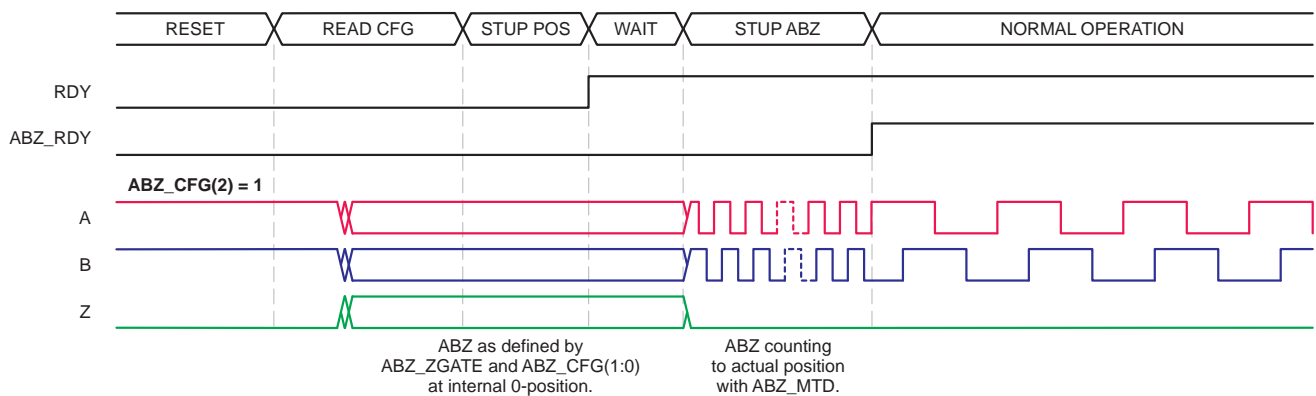 RESET READ CFG STUP POS WAIT STUP ABZ NORMAL OPERATION
RDY
ABZ_RDY
ABZ_CFG(2) = 1
A
B
Z
ABZ as defined by
ABZ_ZGATE and ABZ_CFG(1:0)
at internal 0-position.
ABZ counting
to actual position
with ABZ_MTD.